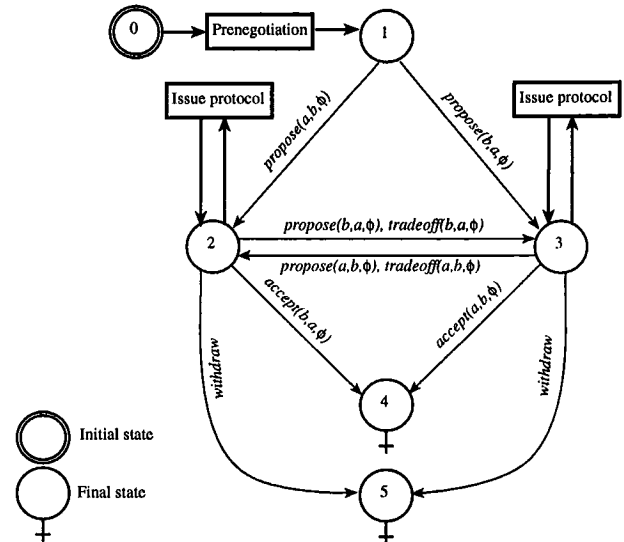 0
Prenegotiation
1
Issue protocol
Issue protocol
propose(a,b,ϕ)
propose(b,a,ϕ)
2
propose(b,a,ϕ), tradeoff(b,a,ϕ)
3
propose(a,b,ϕ), tradeoff(a,b,ϕ)
accept(b,a,ϕ)
accept(a,b,ϕ)
withdraw
withdraw
4
Initial state
5
Final state